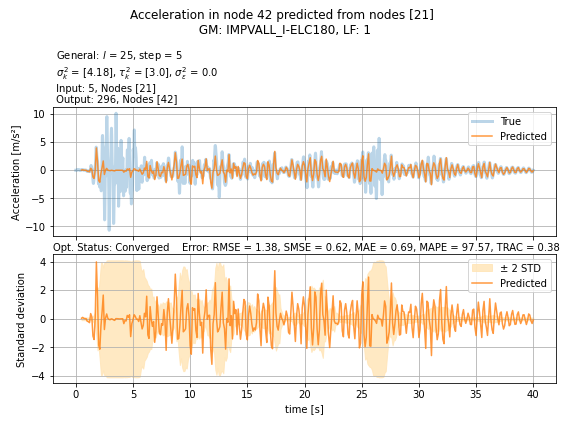 Acceleration in node 42 predicted from nodes [21]
GM: IMPVALL_I-ELC180, LF: 1
General: l = 25, step = 5
σ²ₖ = [4.18], τ²ₖ = [3.0], σ²ε = 0.0
Input: 5, Nodes [21]
Output: 296, Nodes [42]
10
5
0
−5
−10
Acceleration [m/s²]
True
Predicted
Opt. Status: Converged Error: RMSE = 1.38, SMSE = 0.62, MAE = 0.69, MAPE = 97.57, TRAC = 0.38
4
2
0
−2
−4
Standard deviation
± 2 STD
Predicted
0 5 10 15 20 25 30 35 40
time [s]